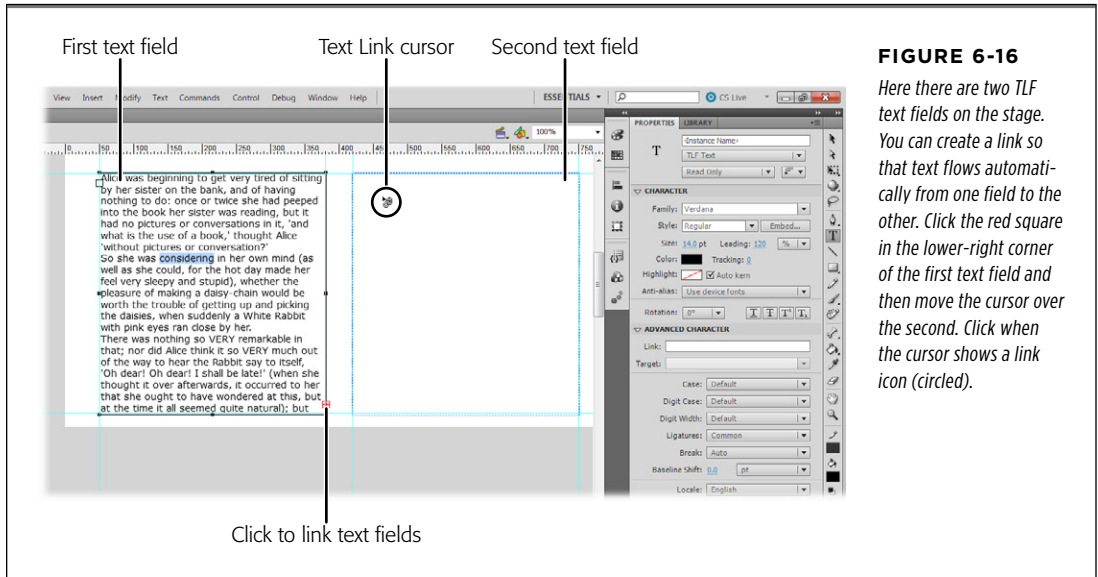 First text field
Text Link cursor
Second text field
View Insert Modify Text Commands Control Debug Window Help
ESSENTIALS
CS Live
100%
0 50 100 150 200 250 300 350 400 450 500 550 600 650 700 750
Alice was beginning to get very tired of sitting
by her sister on the bank, and of having
nothing to do: once or twice she had peeped
into the book her sister was reading, but it
had no pictures or conversations in it, 'and
what is the use of a book,' thought Alice
'without pictures or conversation?'
So she was considering in her own mind (as
well as she could, for the hot day made her
feel very sleepy and stupid), whether the
pleasure of making a daisy-chain would be
worth the trouble of getting up and picking
the daisies, when suddenly a White Rabbit
with pink eyes ran close by her.
There was nothing so VERY remarkable in
that; nor did Alice think it so VERY much out
of the way to hear the Rabbit say to itself,
'Oh dear! Oh dear! I shall be late!' (when she
thought it over afterwards, it occurred to her
that she ought to have wondered at this, but
at the time it all seemed quite natural); but
PROPERTIES LIBRARY
T
<Instance Name>
TLF Text
Read Only
CHARACTER
Family: Verdana
Style: Regular Embed...
Size: 14.0 pt Leading: 120 %
Color: Tracking: 0
Highlight: Auto kern
Anti-alias: Use device fonts
Rotation: 0° T T T T
ADVANCED CHARACTER
Link:
Target:
Case: Default
Digit Case: Default
Digit Width: Default
Ligatures: Common
Break: Auto
Baseline Shift: 0.0 pt
Locale: English
Click to link text fields
FIGURE 6-16
Here there are two TLF
text fields on the stage.
You can create a link so
that text flows automati-
cally from one field to the
other. Click the red square
in the lower-right corner
of the first text field and
then move the cursor over
the second. Click when
the cursor shows a link
icon (circled).